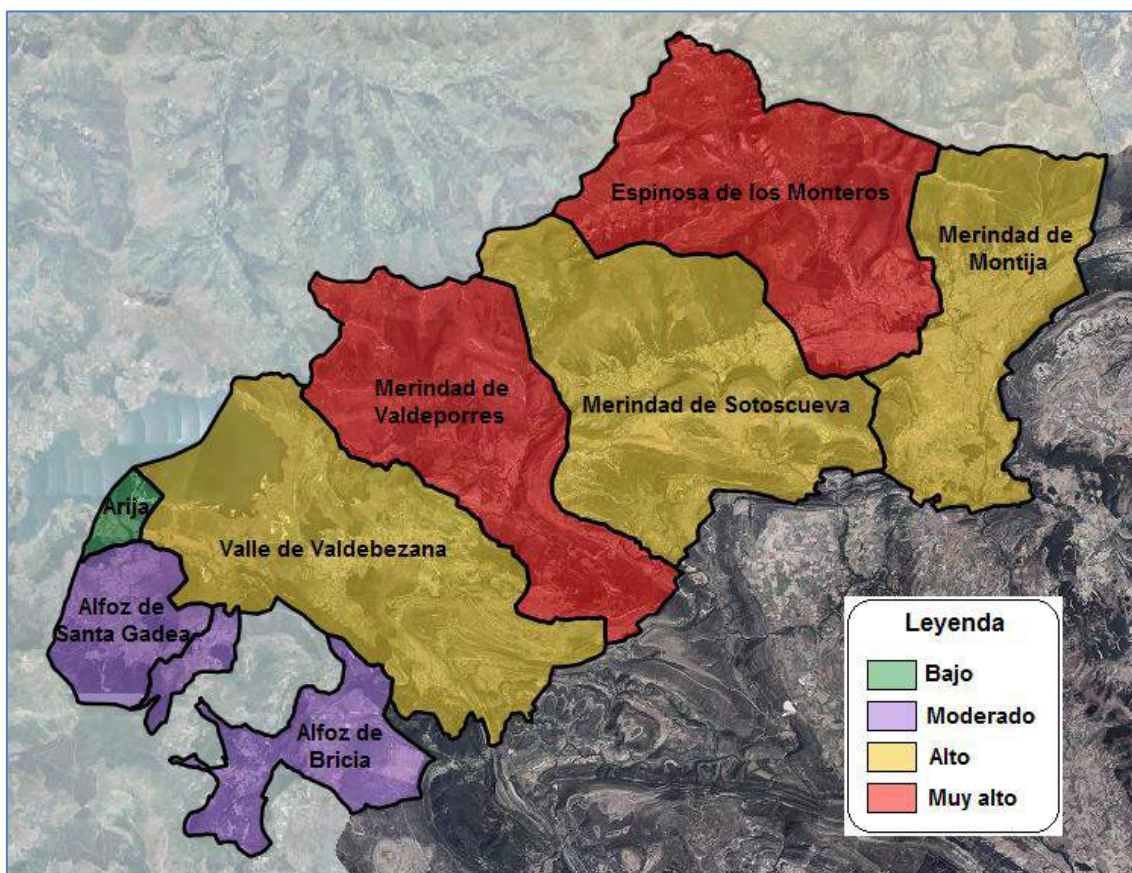 Espinosa de los Monteros
Merindad de
Montija
Merindad de
Valdeporres
Merindad de Sotoscueva
Arija
Valle de Valdebezana
Alfoz de
Santa Gadea
Alfoz de
Bricia
Leyenda
Bajo
Moderado
Alto
Muy alto